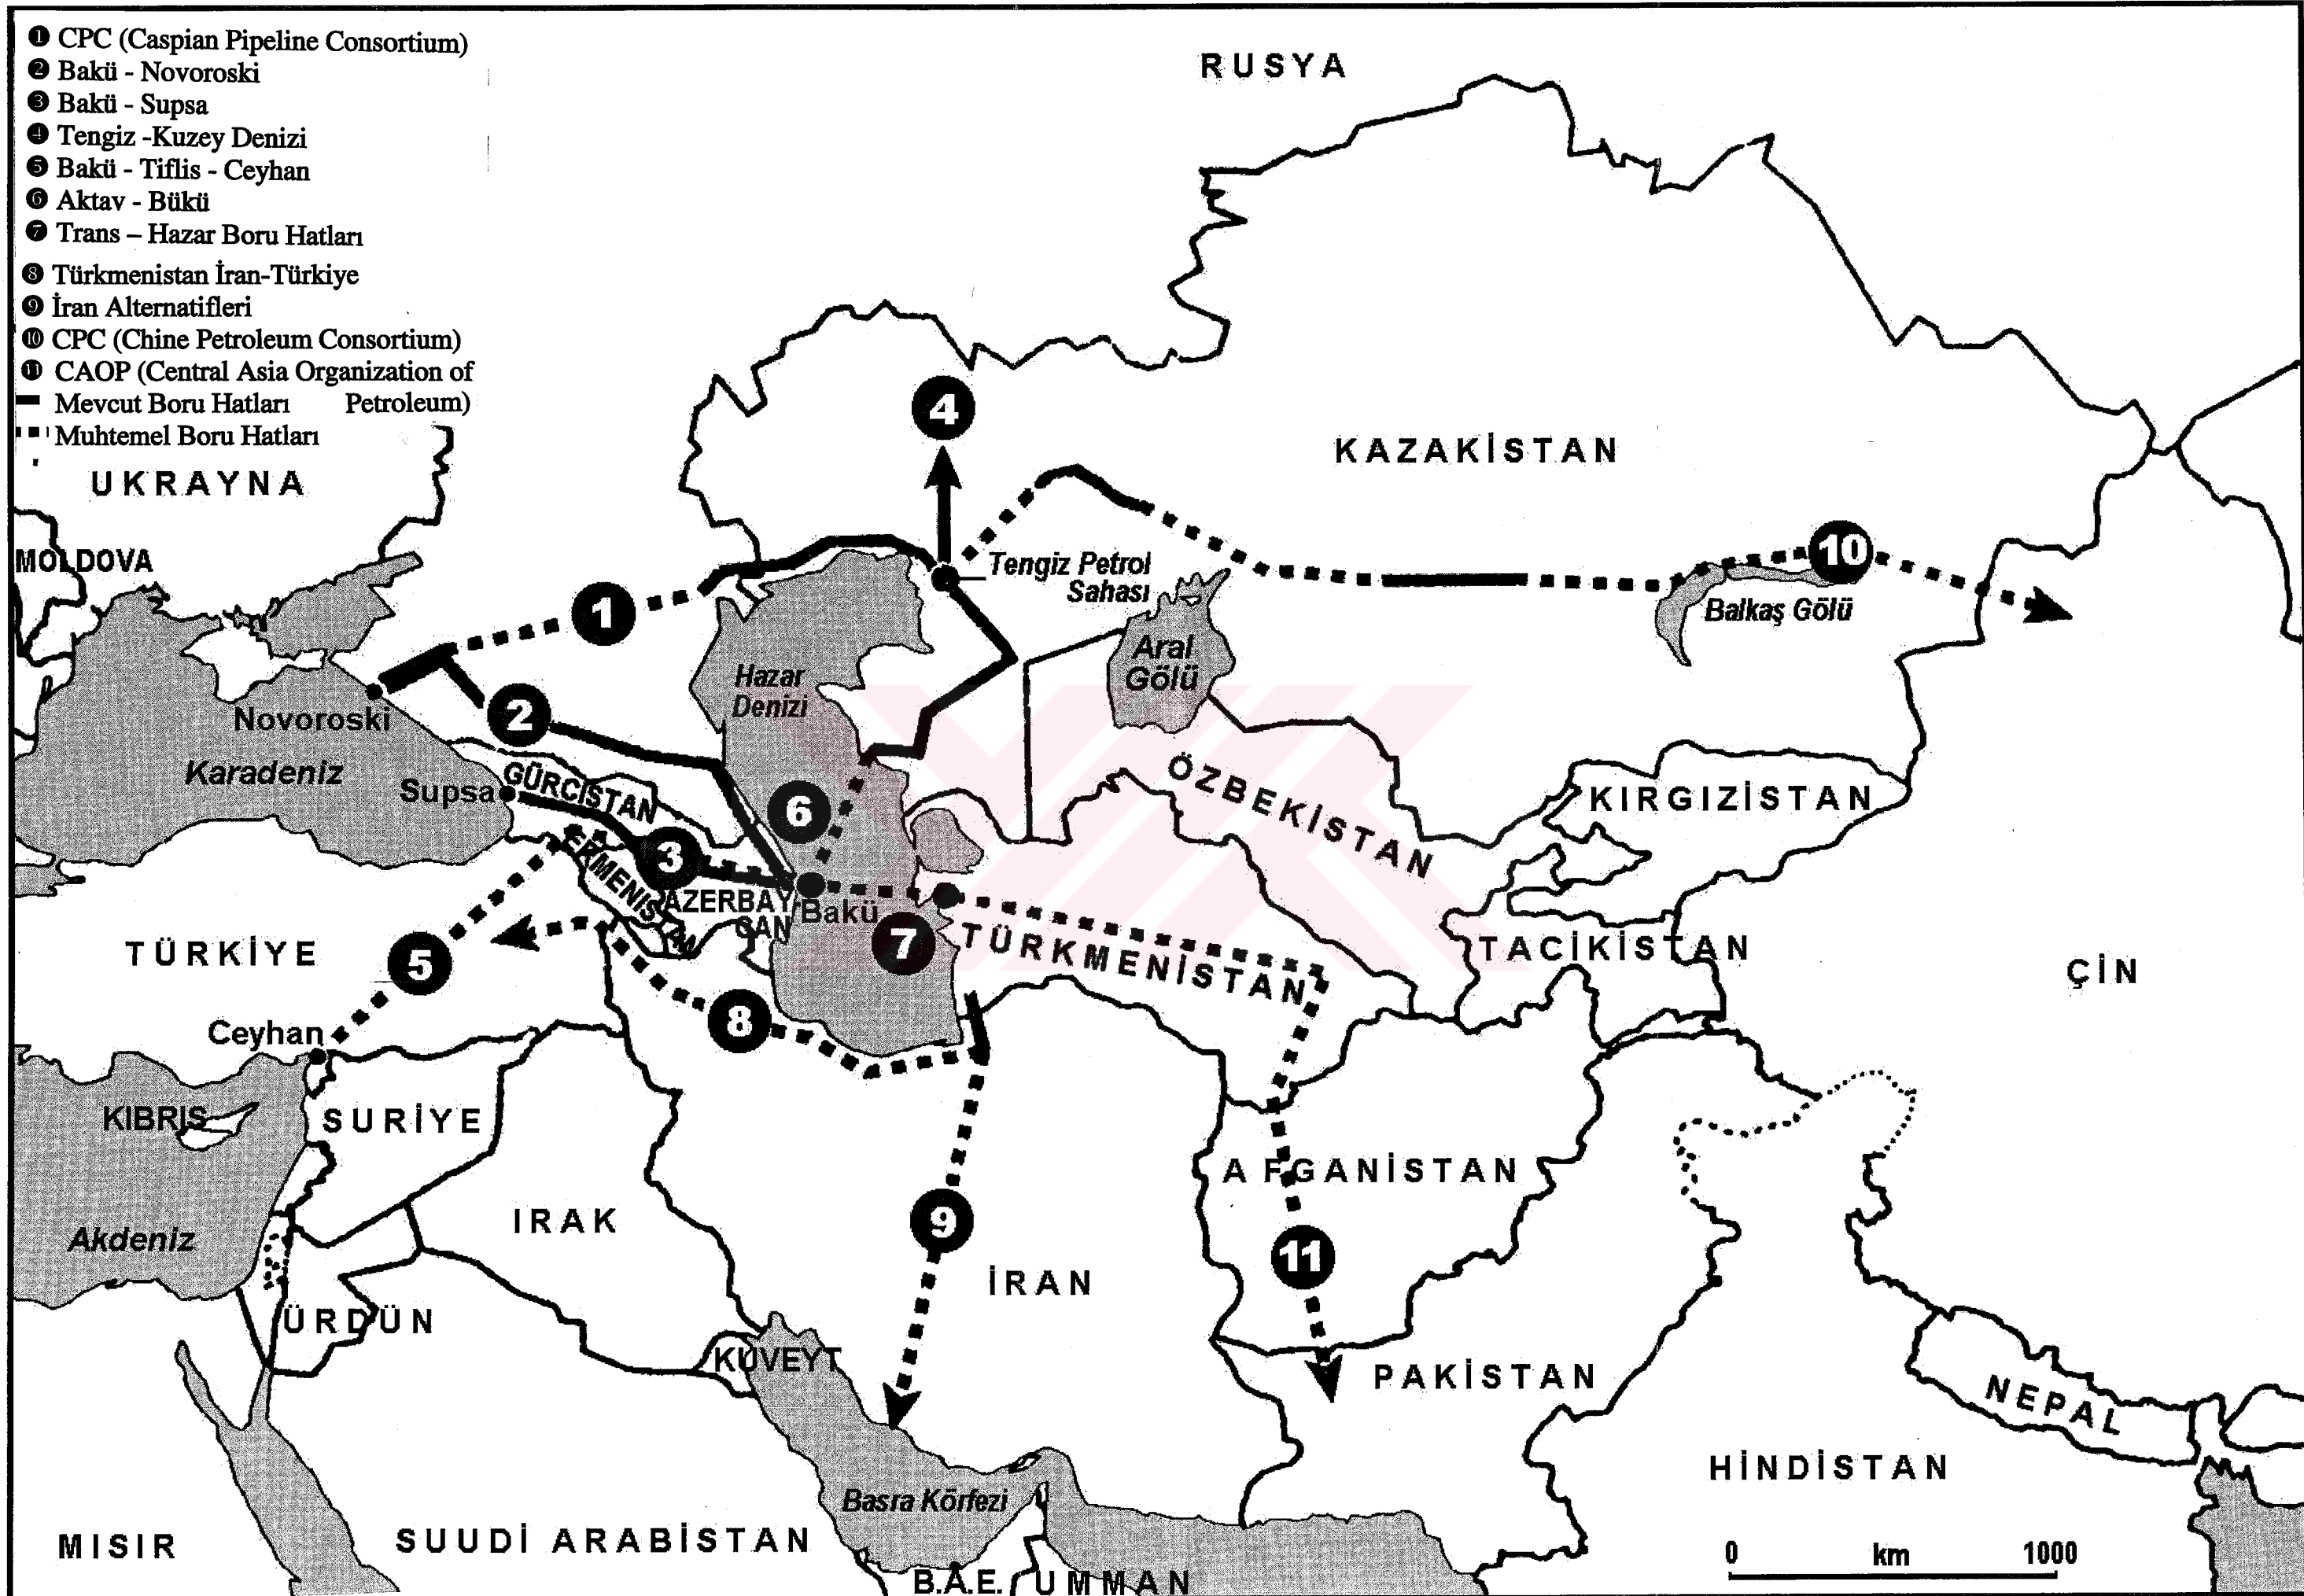 ❶ CPC (Caspian Pipeline Consortium)
❷ Bakü - Novoroski
❸ Bakü - Supsa
❹ Tengiz -Kuzey Denizi
❺ Bakü - Tiflis - Ceyhan
❻ Aktav - Bükü
❼ Trans – Hazar Boru Hatları
❽ Türkmenistan İran-Türkiye
❾ İran Alternatifleri
❿ CPC (Chine Petroleum Consortium)
⓫ CAOP (Central Asia Organization of
Mevcut Boru Hatları Petroleum)
Muhtemel Boru Hatları
RUSYA
UKRAYNA
MOLDOVA
KAZAKİSTAN
4
Tengiz Petrol
Sahası
10
Balkaş Gölü
1
Aral
Gölü
Hazar
Denizi
Novoroski
2
Karadeniz
Supsa
GÜRCİSTAN
6
ÖZBEKİSTAN
KIRGIZİSTAN
3
ERMENİSTAN
AZERBAY
CAN
Bakü
7
TÜRKMENİSTAN
TACİKİSTAN
ÇİN
TÜRKİYE
5
8
Ceyhan
KIBRIS
SURİYE
AFGANİSTAN
Akdeniz
IRAK
9
İRAN
11
ÜRDÜN
KUVEYT
PAKİSTAN
NEPAL
HİNDİSTAN
Basra Körfezi
MISIR
SUUDİ ARABİSTAN
B.A.E.
UMMAN
0 km 1000